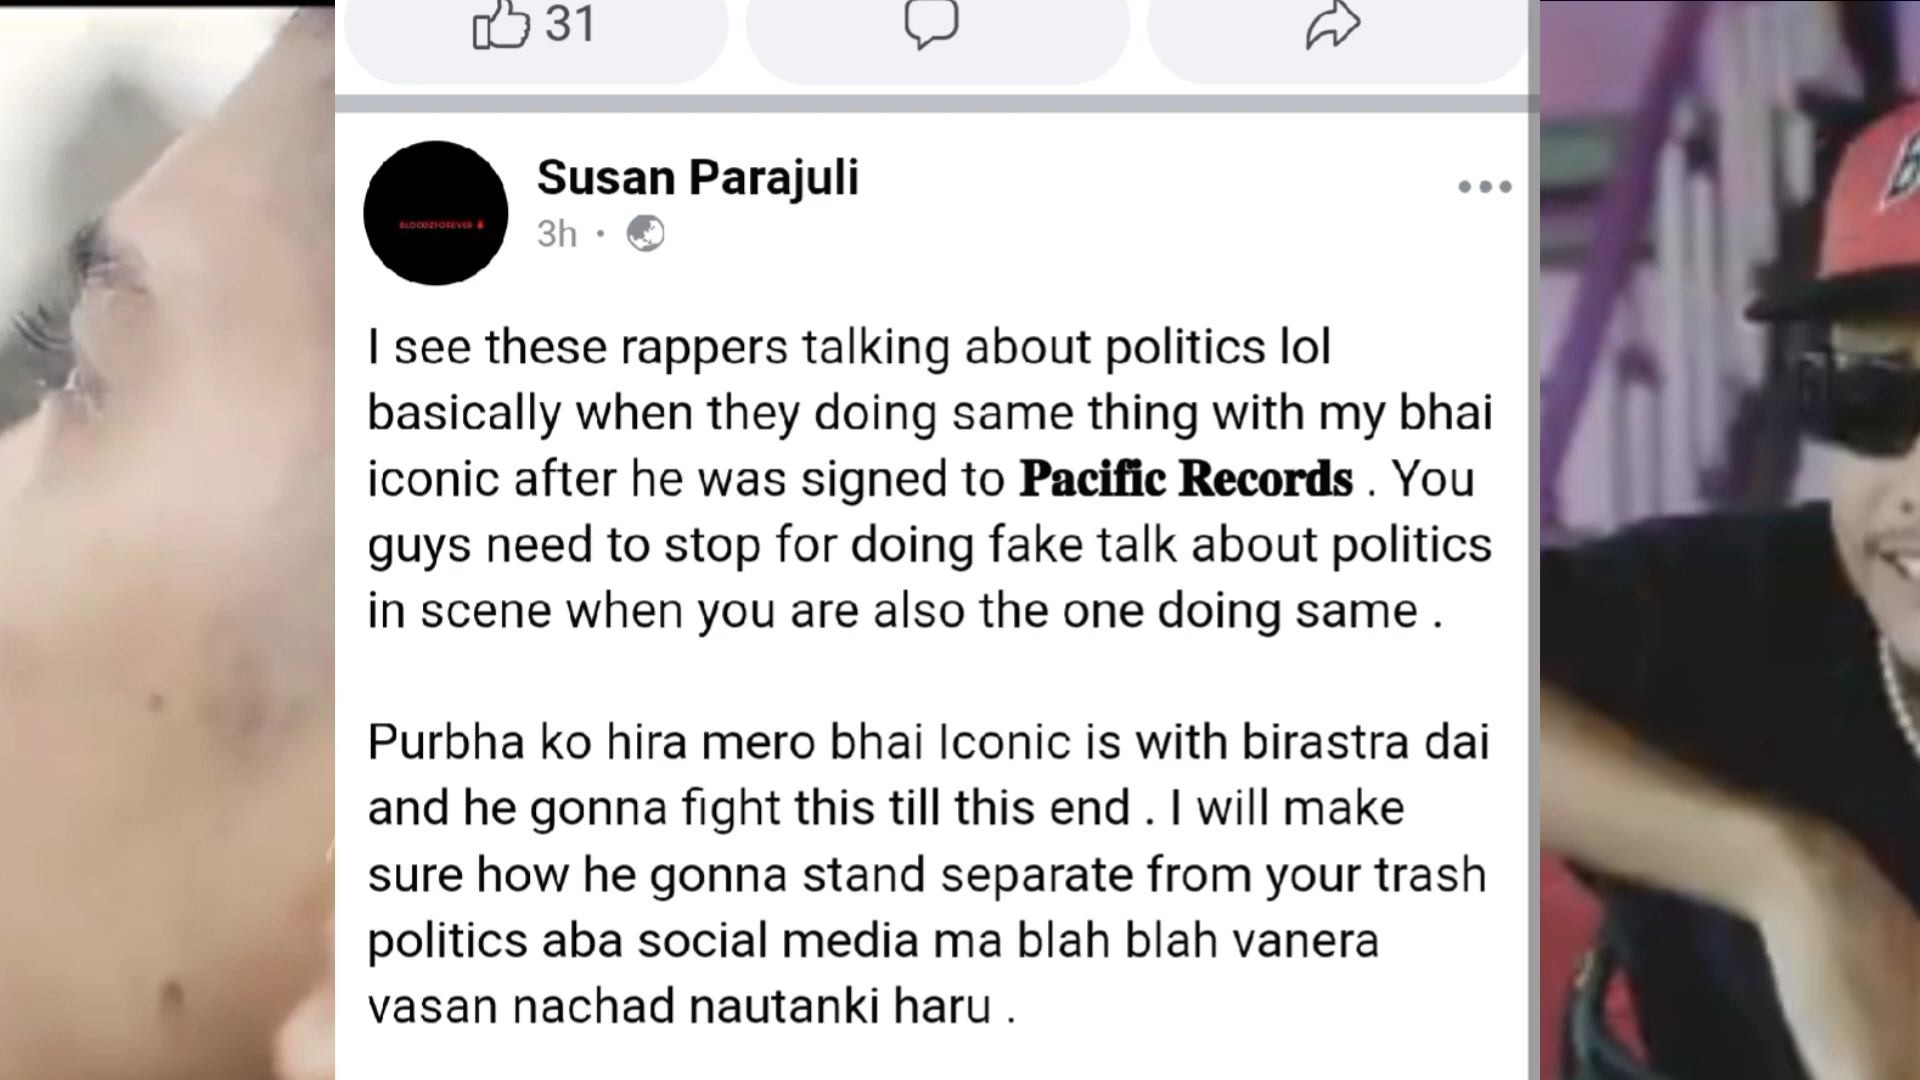 31
Susan Parajuli
BLOODZFOREVER
3h
I see these rappers talking about politics lol
basically when they doing same thing with my bhai
iconic after he was signed to Pacific Records . You
guys need to stop for doing fake talk about politics
in scene when you are also the one doing same .
Purbha ko hira mero bhai Iconic is with birastra dai
and he gonna fight this till this end . I will make
sure how he gonna stand separate from your trash
politics aba social media ma blah blah vanera
vasan nachad nautanki haru .